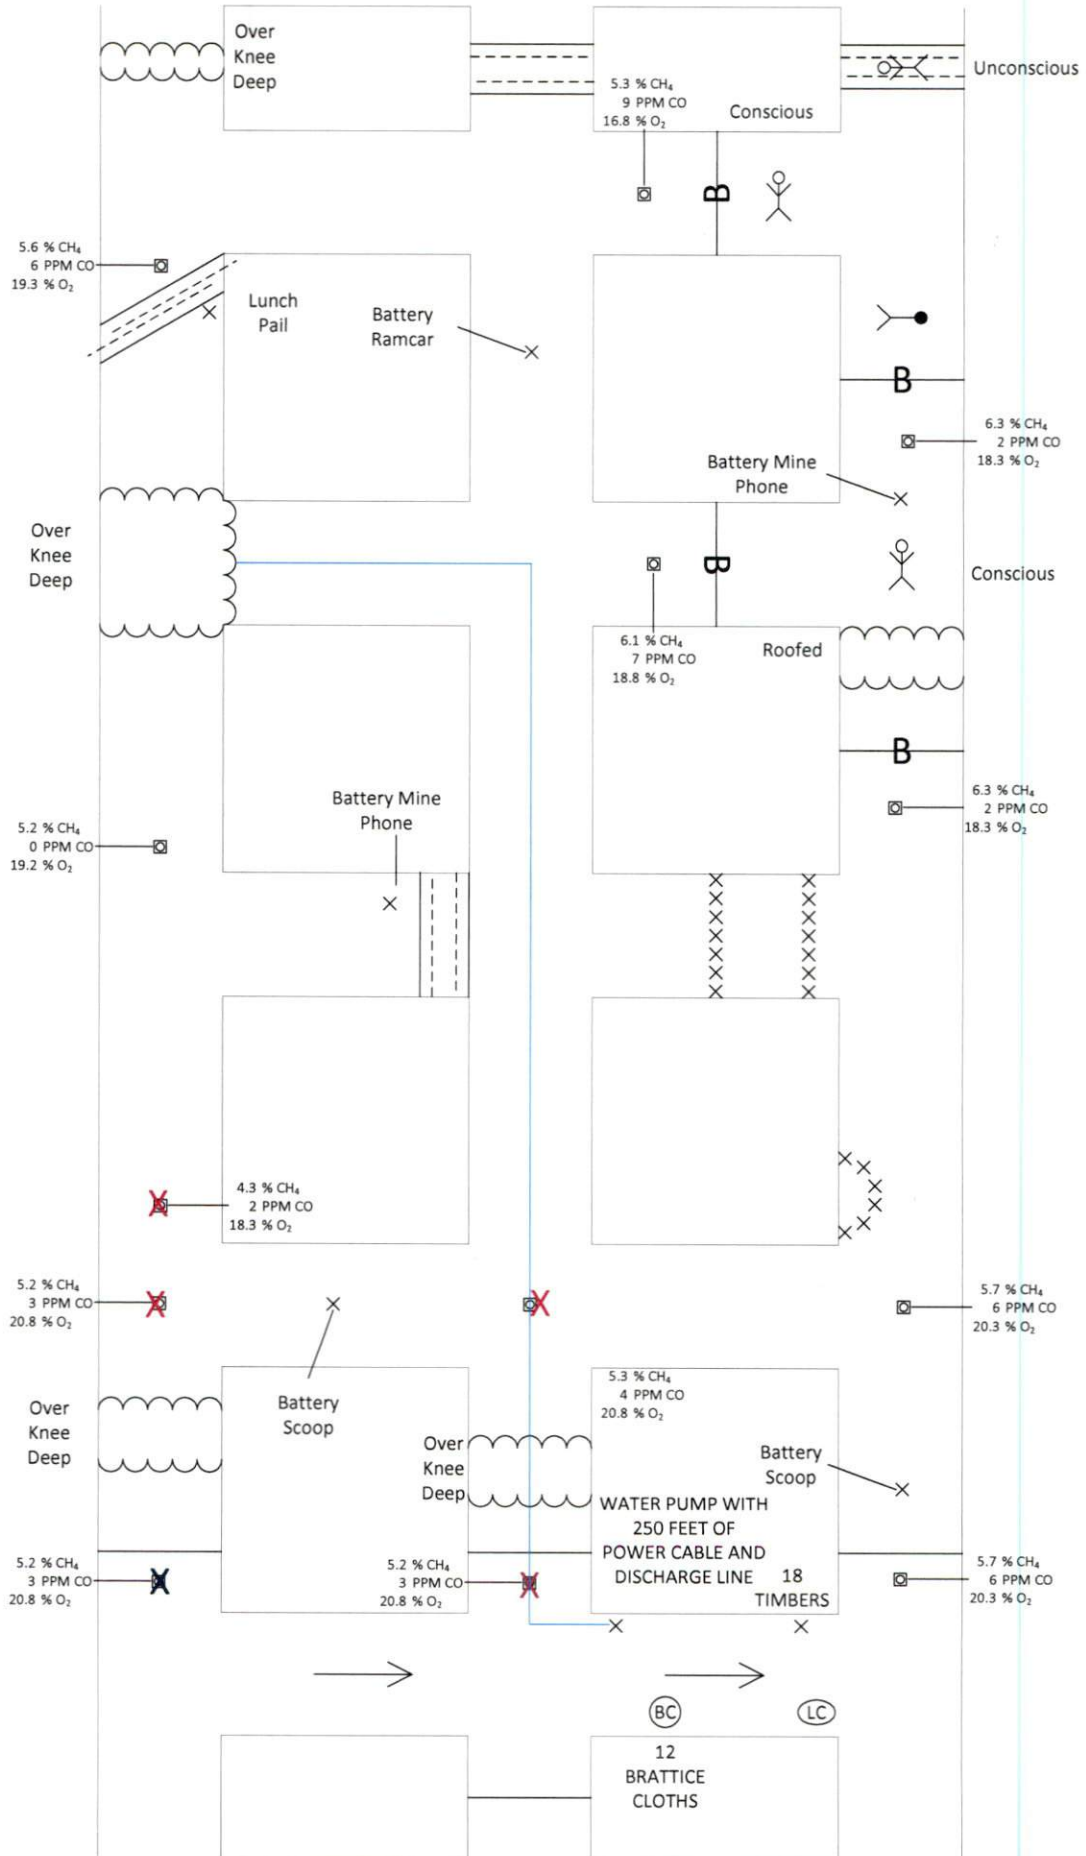 Over
Knee
Deep
Unconscious
5.3 % CH₄
9 PPM CO
16.8 % O₂
Conscious
B
5.6 % CH₄
6 PPM CO
19.3 % O₂
Lunch
Pail
Battery
Ramcar
B
6.3 % CH₄
2 PPM CO
18.3 % O₂
Battery Mine
Phone
Over
Knee
Deep
B
Conscious
6.1 % CH₄
7 PPM CO
18.8 % O₂
Roofed
B
6.3 % CH₄
2 PPM CO
18.3 % O₂
Battery Mine
Phone
5.2 % CH₄
0 PPM CO
19.2 % O₂
4.3 % CH₄
2 PPM CO
18.3 % O₂
5.2 % CH₄
3 PPM CO
20.8 % O₂
5.7 % CH₄
6 PPM CO
20.3 % O₂
5.3 % CH₄
4 PPM CO
20.8 % O₂
Over
Knee
Deep
Battery
Scoop
Over
Knee
Deep
Battery
Scoop
WATER PUMP WITH
250 FEET OF
POWER CABLE AND
DISCHARGE LINE
18
TIMBERS
5.2 % CH₄
3 PPM CO
20.8 % O₂
5.2 % CH₄
3 PPM CO
20.8 % O₂
5.7 % CH₄
6 PPM CO
20.3 % O₂
BC
LC
12
BRATTICE
CLOTHS